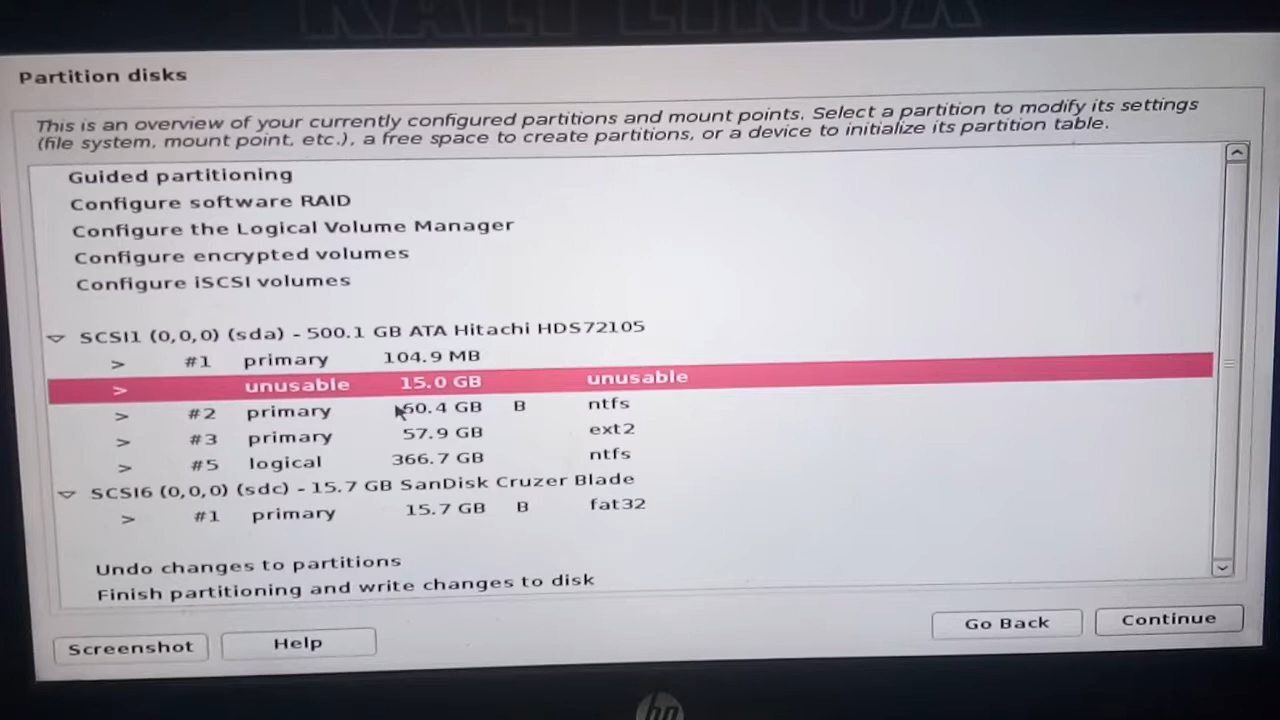 KALI LINUX
Partition disks
This is an overview of your currently configured partitions and mount points. Select a partition to modify its settings
(file system, mount point, etc.), a free space to create partitions, or a device to initialize its partition table.
Guided partitioning
Configure software RAID
Configure the Logical Volume Manager
Configure encrypted volumes
Configure iSCSI volumes
SCSI1 (0,0,0) (sda) - 500.1 GB ATA Hitachi HDS72105
> #1 primary 104.9 MB
> unusable 15.0 GB unusable
> #2 primary 60.4 GB B ntfs
> #3 primary 57.9 GB ext2
> #5 logical 366.7 GB ntfs
SCSI6 (0,0,0) (sdc) - 15.7 GB SanDisk Cruzer Blade
> #1 primary 15.7 GB B fat32
Undo changes to partitions
Finish partitioning and write changes to disk
Screenshot Help Go Back Continue
hp